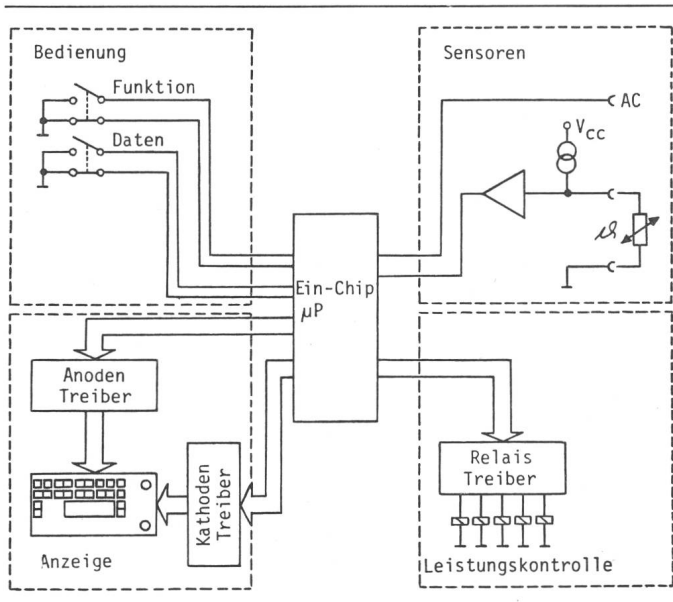 Bedienung
Funktion
Daten
Sensoren
AC
Vcc
ϑ
Ein-Chip
µP
Anoden
Treiber
Kathoden
Treiber
Anzeige
Relais
Treiber
Leistungskontrolle